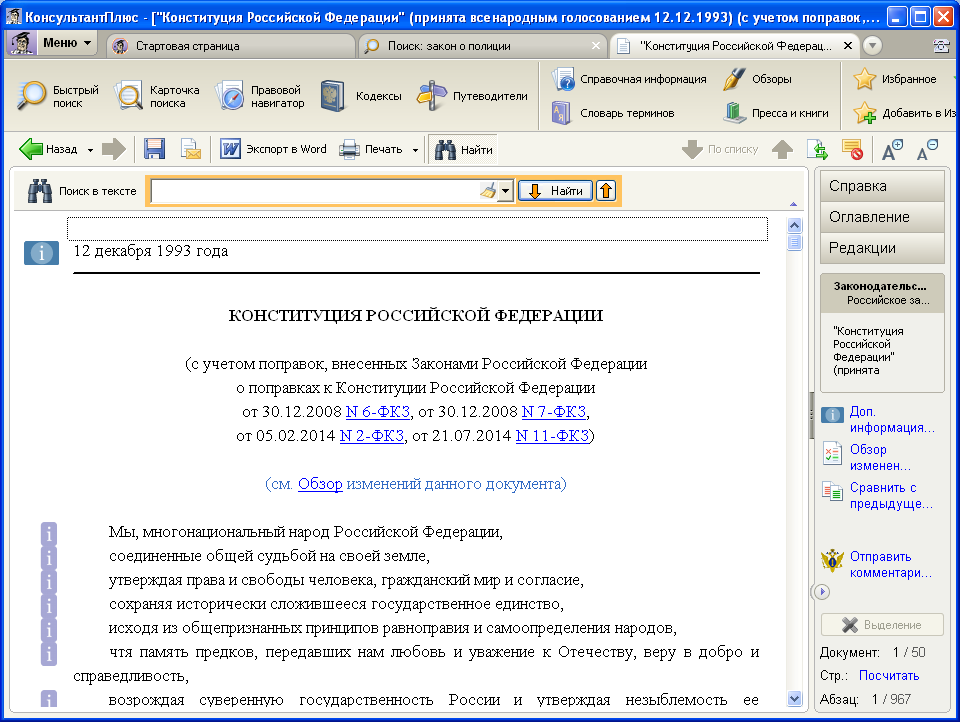 КонсультантПлюс - ["Конституция Российской Федерации" (принята всенародным голосованием 12.12.1993) (с учетом поправок,...
Меню
Стартовая страница
Поиск: закон о полиции
"Конституция Российской Федерац...
Быстрый
поиск
Карточка
поиска
Правовой
навигатор
Кодексы
Путеводители
Справочная информация
Словарь терминов
Обзоры
Пресса и книги
Избранное
Добавить в Из
Назад
Экспорт в Word
Печать
Найти
По списку
Поиск в тексте
Найти
12 декабря 1993 года
КОНСТИТУЦИЯ РОССИЙСКОЙ ФЕДЕРАЦИИ
(с учетом поправок, внесенных Законами Российской Федерации
о поправках к Конституции Российской Федерации
от 30.12.2008 N 6-ФКЗ, от 30.12.2008 N 7-ФКЗ,
от 05.02.2014 N 2-ФКЗ, от 21.07.2014 N 11-ФКЗ)
(см. Обзор изменений данного документа)
Мы, многонациональный народ Российской Федерации,
соединенные общей судьбой на своей земле,
утверждая права и свободы человека, гражданский мир и согласие,
сохраняя исторически сложившееся государственное единство,
исходя из общепризнанных принципов равноправия и самоопределения народов,
чтя память предков, передавших нам любовь и уважение к Отечеству, веру в добро и
справедливость,
возрождая суверенную государственность России и утверждая незыблемость ее
Справка
Оглавление
Редакции
Законодательс...
Российское за...
"Конституция
Российской
Федерации"
(принята
Доп.
информация...
Обзор
изменен...
Сравнить с
предыдуще...
Отправить
комментари...
Выделение
Документ: 1 / 50
Стр.: Посчитать
Абзац: 1 / 967